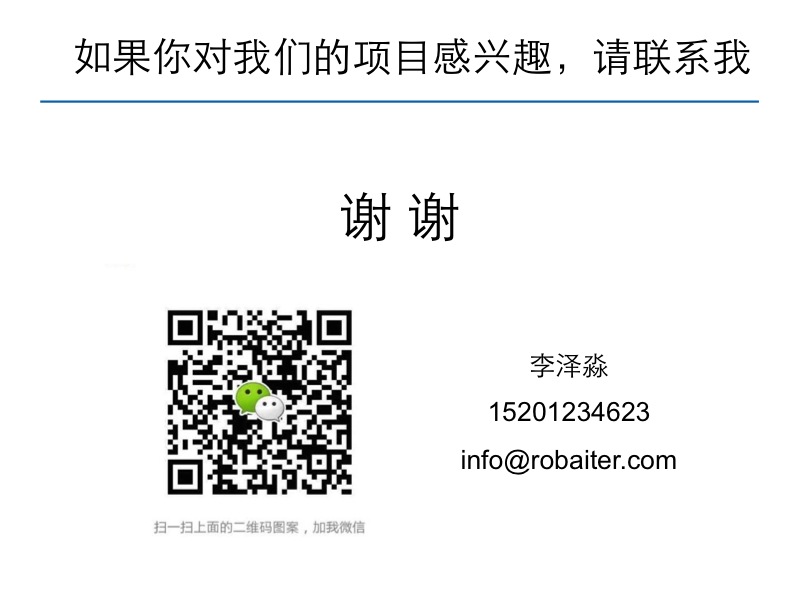 如果你对我们的项目感兴趣，请联系我
谢 谢
李泽淼
15201234623
info@robaiter.com
扫一扫上面的二维码图案，加我微信